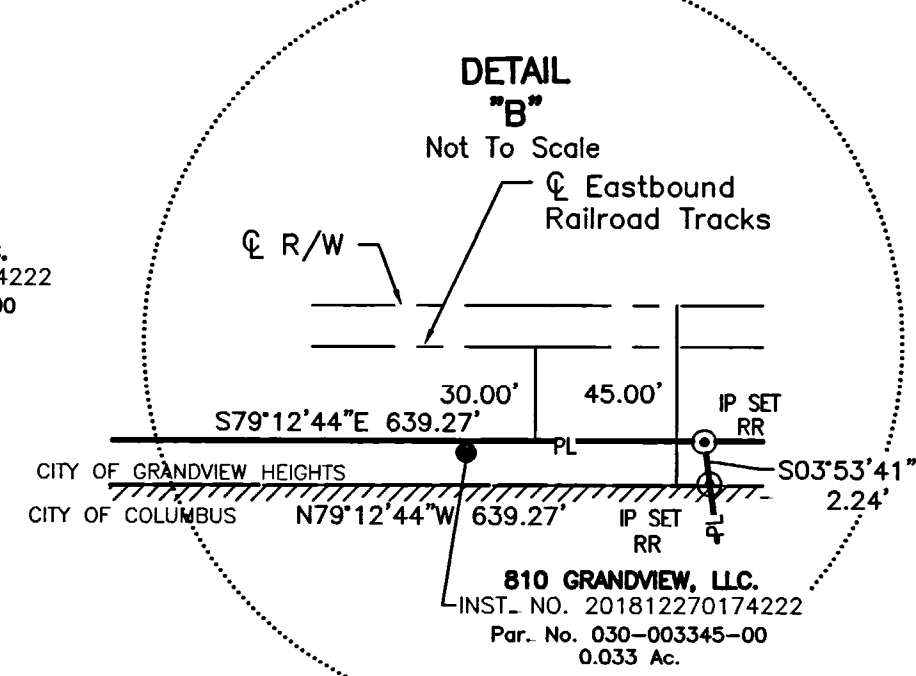 DETAIL
"B"
Not To Scale
℄ Eastbound
Railroad Tracks
℄ R/W
4222
30.00'
45.00'
IP SET
RR
S79°12'44"E 639.27'
PL
CITY OF GRANDVIEW HEIGHTS
S03°53'41"
2.24'
CITY OF COLUMBUS
N79°12'44"W 639.27'
IP SET
RR
PL
810 GRANDVIEW, LLC.
INST. NO. 201812270174222
Par. No. 030-003345-00
0.033 Ac.